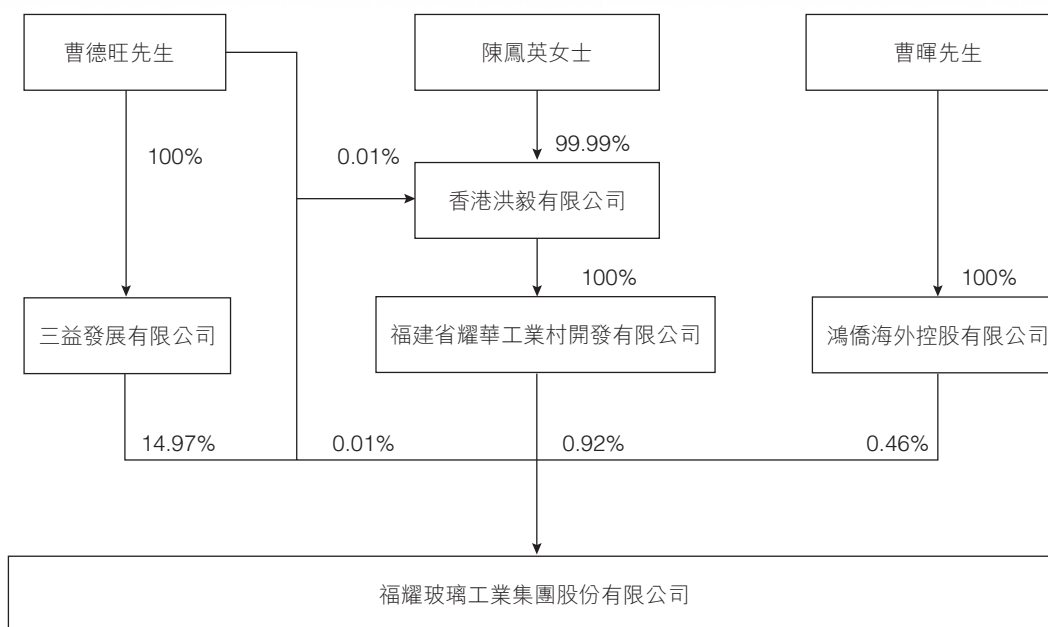 曹德旺先生
陳鳳英女士
曹暉先生
100%
0.01%
99.99%
香港洪毅有限公司
100%
100%
三益發展有限公司
福建省耀華工業村開發有限公司
鴻僑海外控股有限公司
14.97%
0.01%
0.92%
0.46%
福耀玻璃工業集團股份有限公司